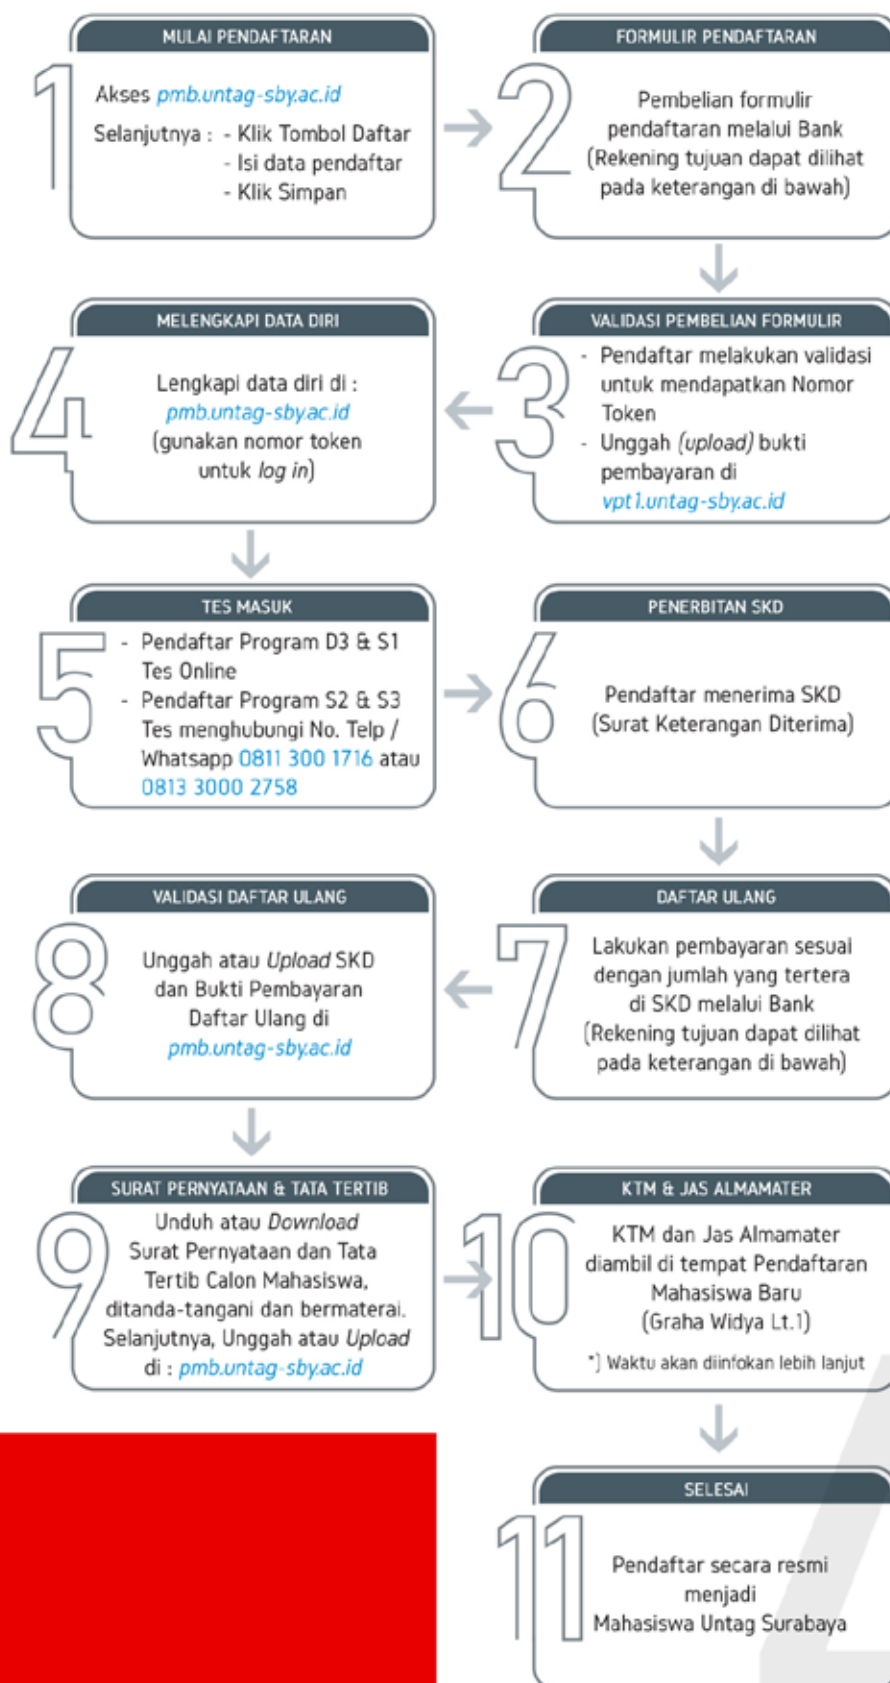 1
MULAI PENDAFTARAN
Akses pmb.untag-sby.ac.id
Selanjutnya : - Klik Tombol Daftar
- Isi data pendaftar
- Klik Simpan
2
FORMULIR PENDAFTARAN
Pembelian formulir
pendaftaran melalui Bank
(Rekening tujuan dapat dilihat
pada keterangan di bawah)
3
VALIDASI PEMBELIAN FORMULIR
- Pendaftar melakukan validasi
untuk mendapatkan Nomor
Token
- Unggah (upload) bukti
pembayaran di
vpt1.untag-sby.ac.id
4
MELENGKAPI DATA DIRI
Lengkapi data diri di :
pmb.untag-sby.ac.id
(gunakan nomor token
untuk log in)
5
TES MASUK
- Pendaftar Program D3 & S1
Tes Online
- Pendaftar Program S2 & S3
Tes menghubungi No. Telp /
Whatsapp 0811 300 1716 atau
0813 3000 2758
6
PENERBITAN SKD
Pendaftar menerima SKD
(Surat Keterangan Diterima)
7
DAFTAR ULANG
Lakukan pembayaran sesuai
dengan jumlah yang tertera
di SKD melalui Bank
(Rekening tujuan dapat dilihat
pada keterangan di bawah)
8
VALIDASI DAFTAR ULANG
Unggah atau Upload SKD
dan Bukti Pembayaran
Daftar Ulang di
pmb.untag-sby.ac.id
9
SURAT PERNYATAAN & TATA TERTIB
Unduh atau Download
Surat Pernyataan dan Tata
Tertib Calon Mahasiswa,
ditanda-tangani dan bermaterai.
Selanjutnya, Unggah atau Upload
di : pmb.untag-sby.ac.id
10
KTM & JAS ALMAMATER
KTM dan Jas Almamater
diambil di tempat Pendaftaran
Mahasiswa Baru
(Graha Widya Lt.1)
*) Waktu akan diinfokan lebih lanjut
11
SELESAI
Pendaftar secara resmi
menjadi
Mahasiswa Untag Surabaya